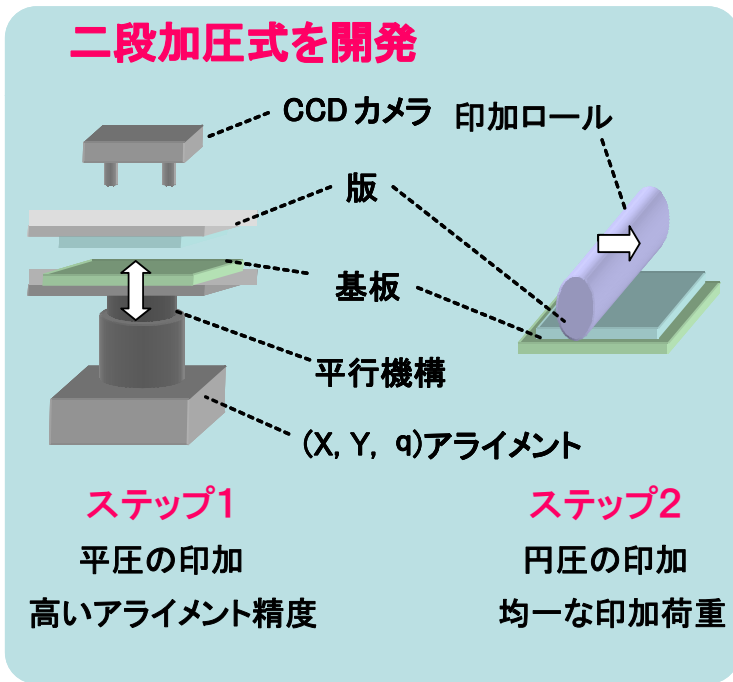 二段加圧式を開発
CCDカメラ
印加ロール
版
基板
平行機構
(X, Y, q)アライメント
ステップ1
平圧の印加
高いアライメント精度
ステップ2
円圧の印加
均一な印加荷重